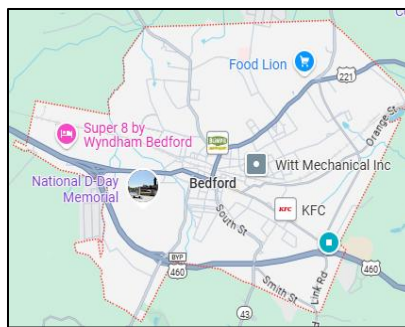 Food Lion
221
Orange St
Super 8 by
Wyndham Bedford
Witt Mechanical Inc
National D-Day
Memorial
Bedford
KFC
KFC
South St
BYP
460
460
Smith St
Link Rd
43